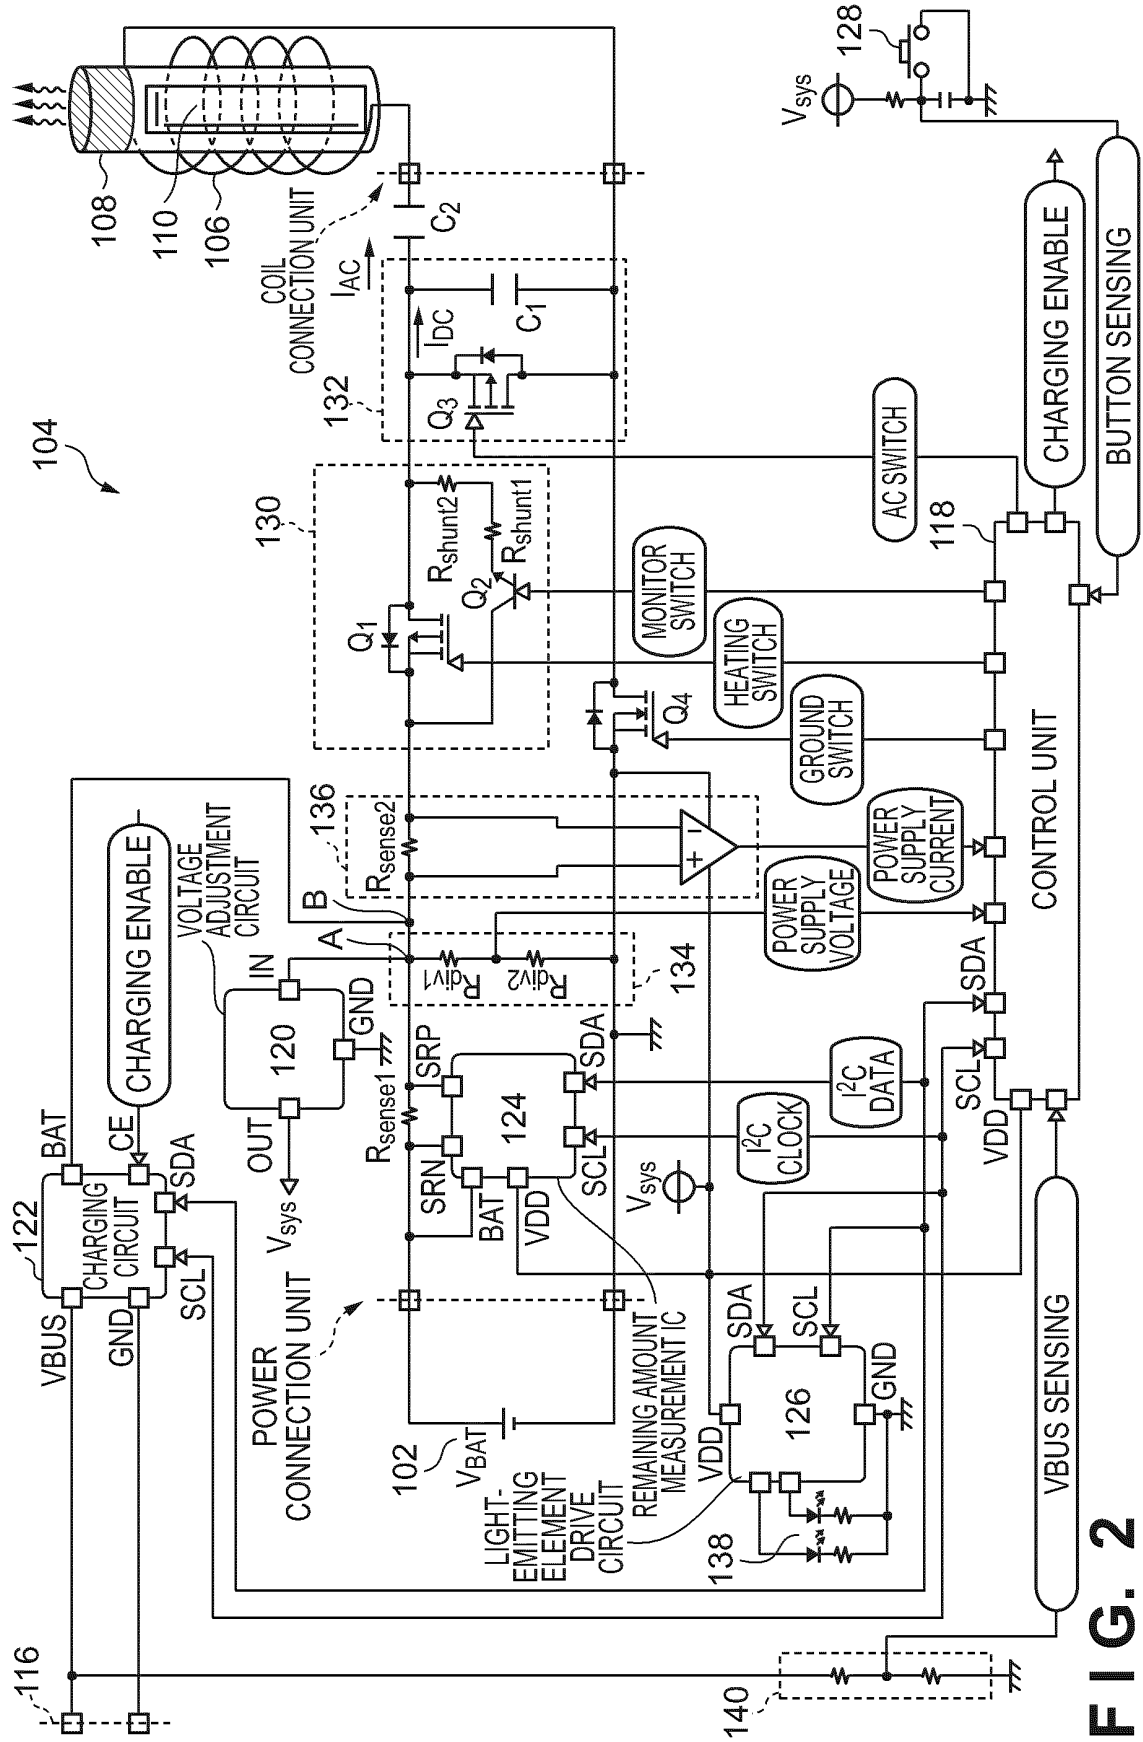 104
108
110
106
COIL
CONNECTION UNIT
IAC
C2
132
IDC
C1
Q3
130
Rshunt2
Rshunt1
Q1
Q2
Q4
128
Vsys
AC SWITCH
CHARGING ENABLE
BUTTON SENSING
118
MONITOR
SWITCH
HEATING
SWITCH
GROUND
SWITCH
POWER
SUPPLY
CURRENT
POWER
SUPPLY
VOLTAGE
CONTROL UNIT
136
Rsense2
+
−
B
A
134
Rdiv1
Rdiv2
CHARGING ENABLE
VOLTAGE
ADJUSTMENT
CIRCUIT
IN
120
GND
OUT
Vsys
BAT
CE
SDA
122
CHARGING
CIRCUIT
VBUS
GND
SCL
Rsense1
SRP
SRN
124
SDA
SCL
BAT
VDD
I2C
DATA
I2C
CLOCK
SDA
SCL
VDD
Vsys
POWER
CONNECTION UNIT
REMAINING AMOUNT
MEASUREMENT IC
102
VBAT
LIGHT-
EMITTING
ELEMENT
DRIVE
CIRCUIT
SDA
SCL
VDD
126
GND
138
VBUS SENSING
116
140
FIG. 2